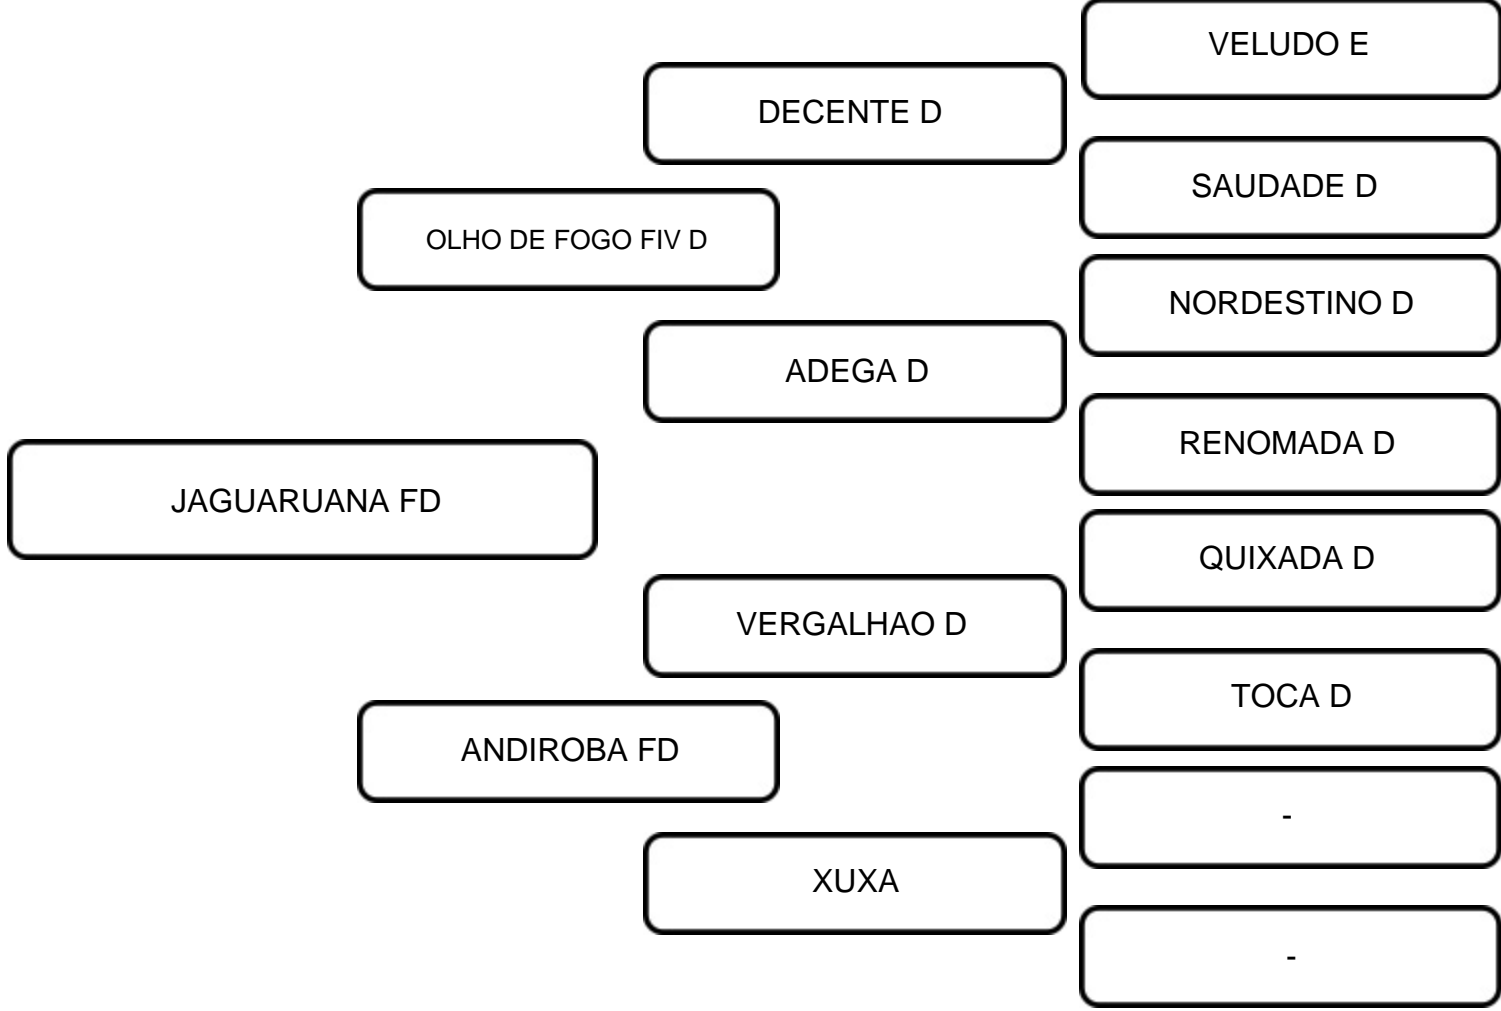 VELUDO E
DECENTE D
SAUDADE D
OLHO DE FOGO FIV D
NORDESTINO D
ADEGA D
RENOMADA D
JAGUARUANA FD
QUIXADA D
VERGALHAO D
TOCA D
ANDIROBA FD
-
XUXA
-